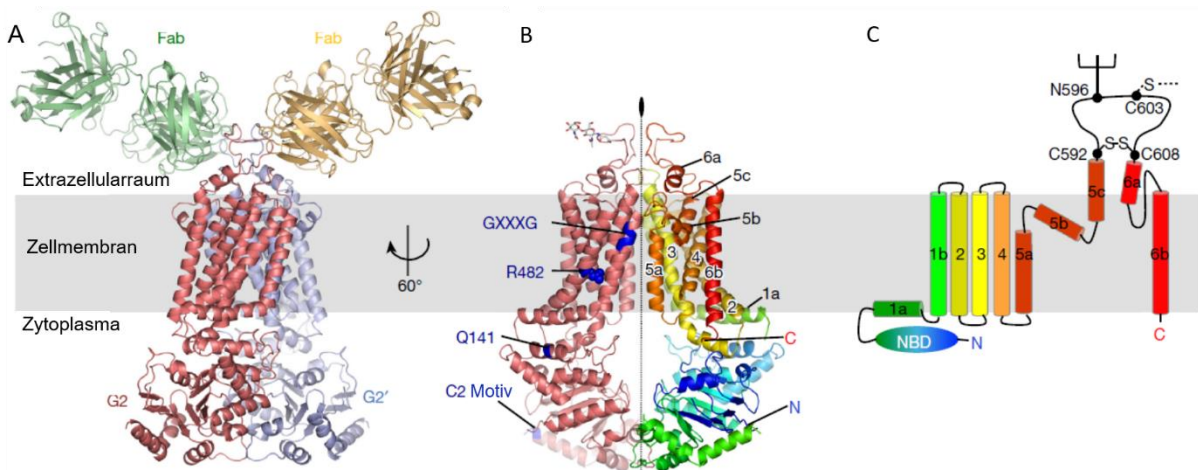 A
Fab
Fab
Extrazellularraum
Zellmembran
Zytoplasma
G2
G2′
60°
B
6a
5c
5b
GXXXG
3
4
5a
6b
R482
2
1a
Q141
C
C2 Motiv
N
C
N596
S
C603
S-S
C592
C608
5c
6a
5b
1b
2
3
4
5a
6b
1a
NBD
N
C